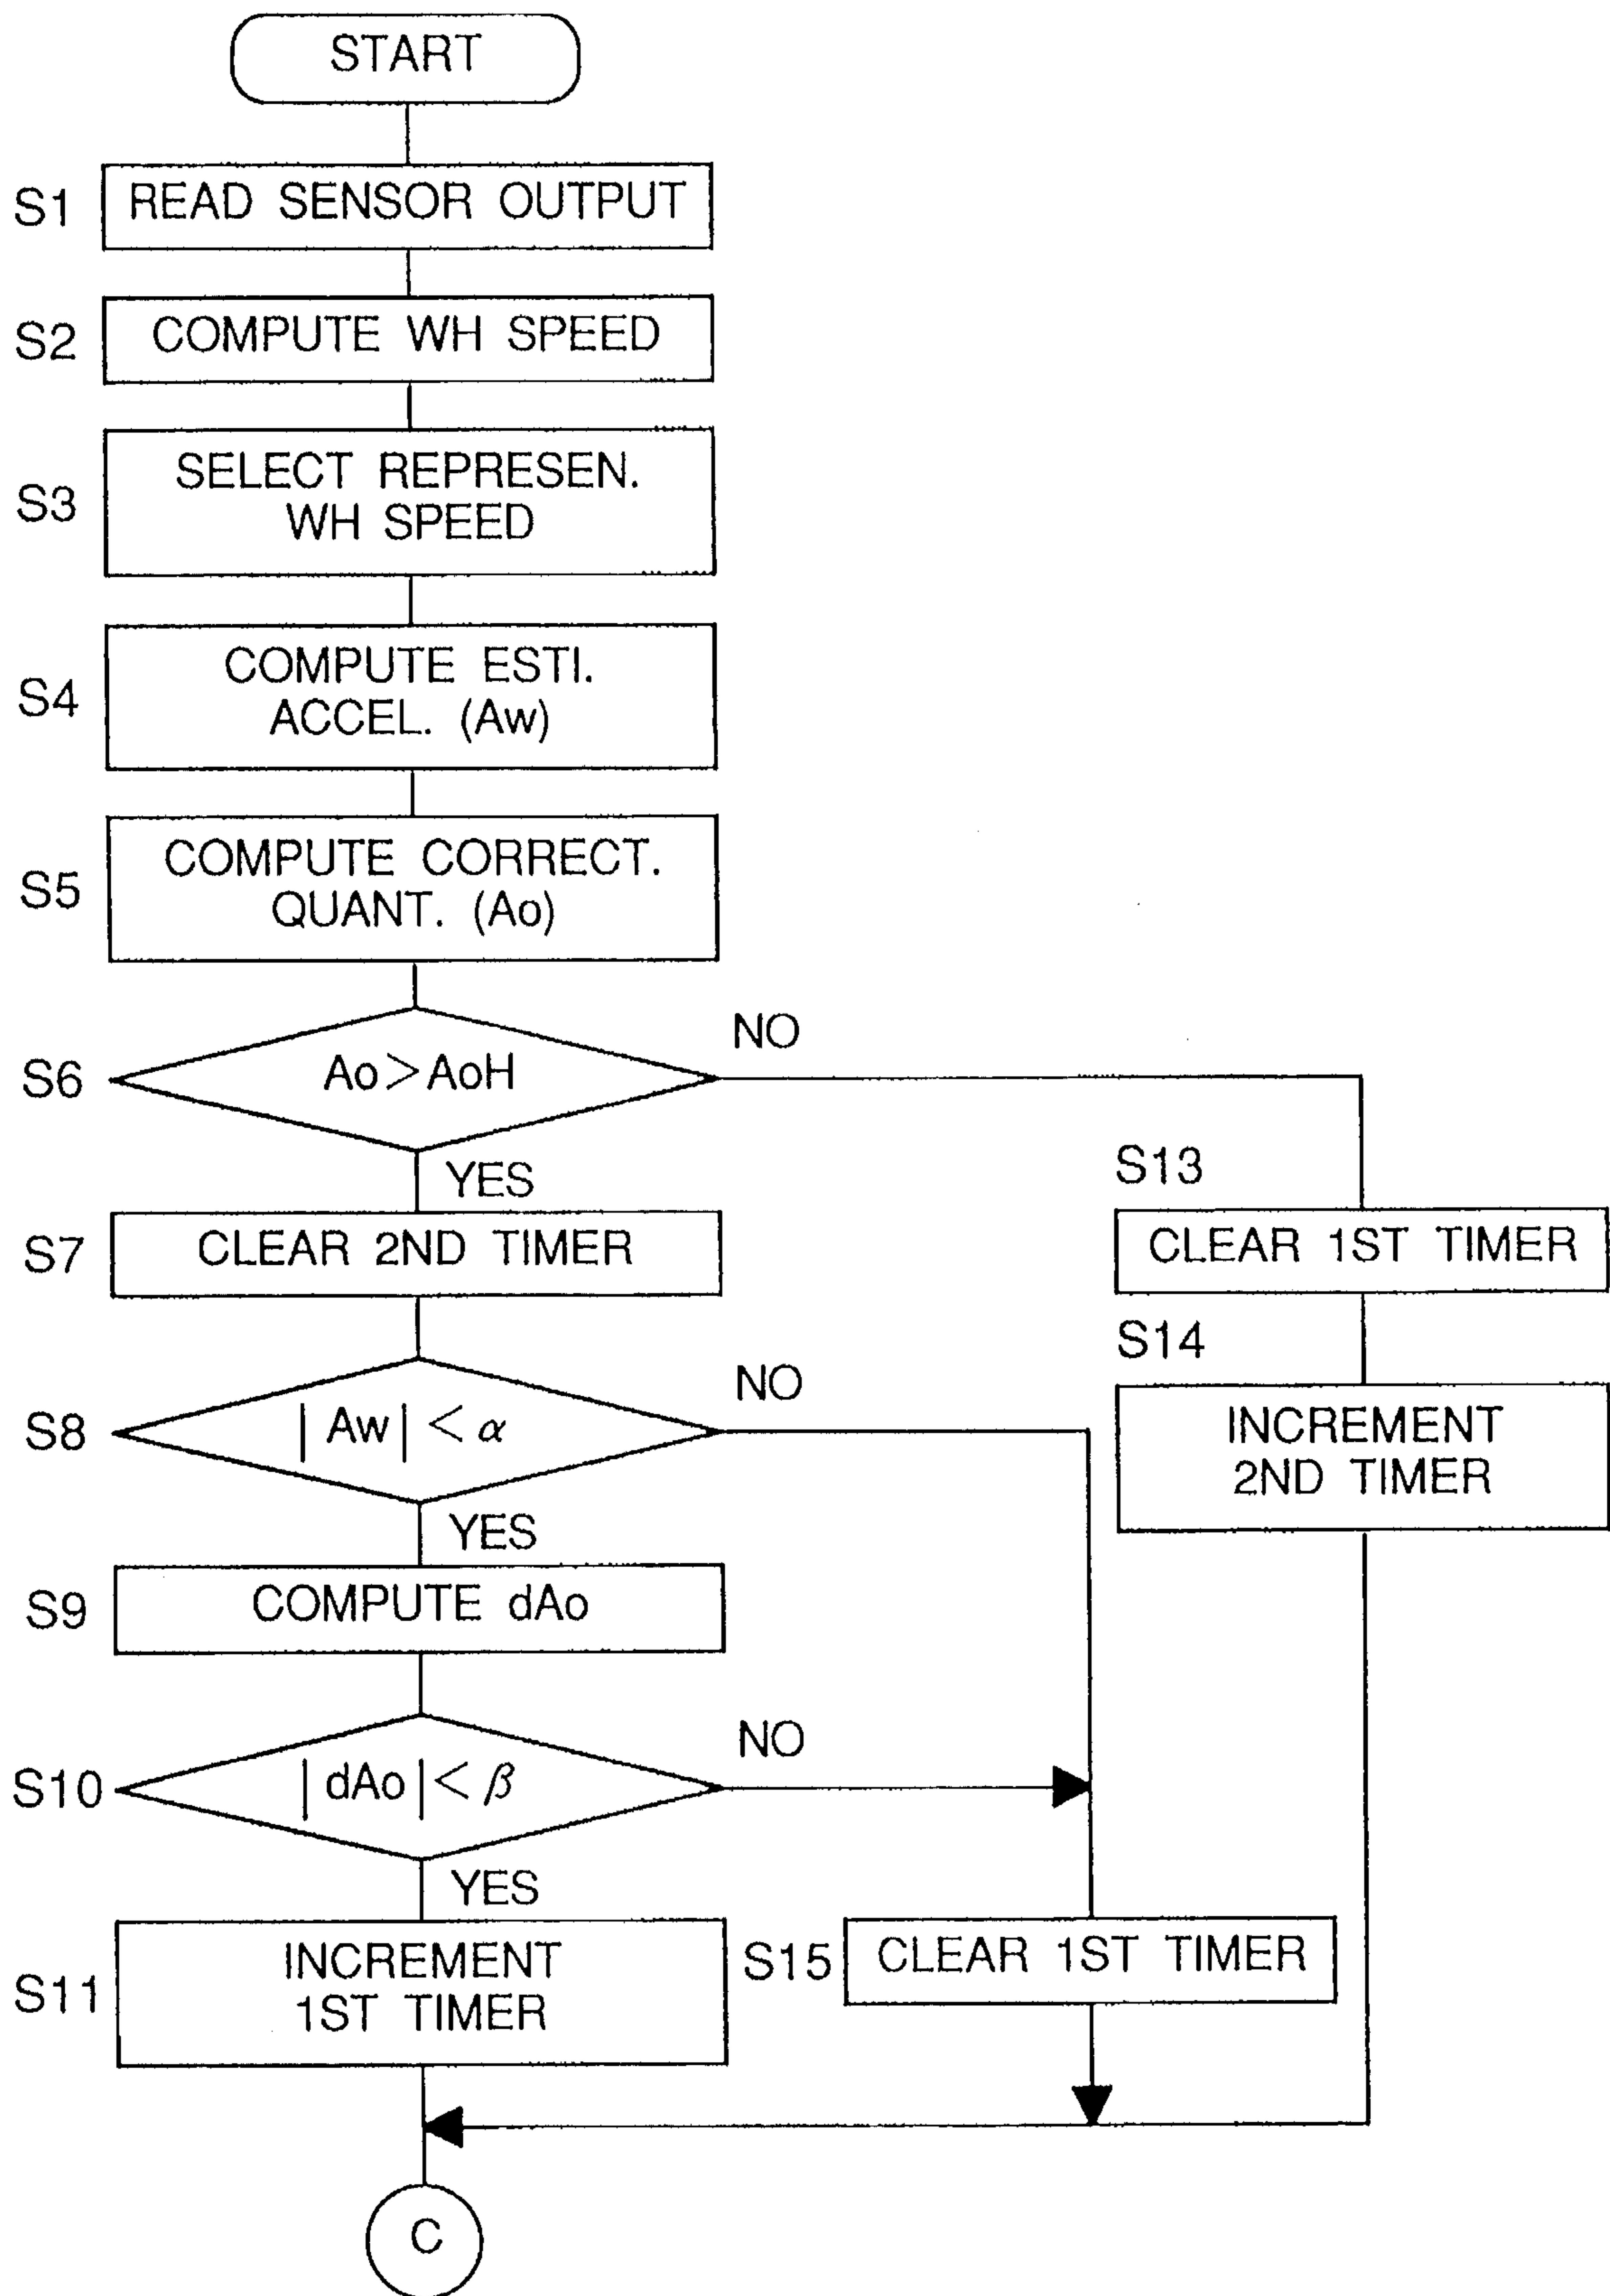 START
S1
READ SENSOR OUTPUT
S2
COMPUTE WH SPEED
S3
SELECT REPRESEN.
WH SPEED
S4
COMPUTE ESTI.
ACCEL. (Aw)
S5
COMPUTE CORRECT.
QUANT. (Ao)
S6
Ao>AoH
NO
YES
S7
CLEAR 2ND TIMER
S13
CLEAR 1ST TIMER
S14
INCREMENT
2ND TIMER
S8
| Aw | < α
NO
YES
S9
COMPUTE dAo
S10
| dAo | < β
NO
YES
S11
INCREMENT
1ST TIMER
S15
CLEAR 1ST TIMER
C